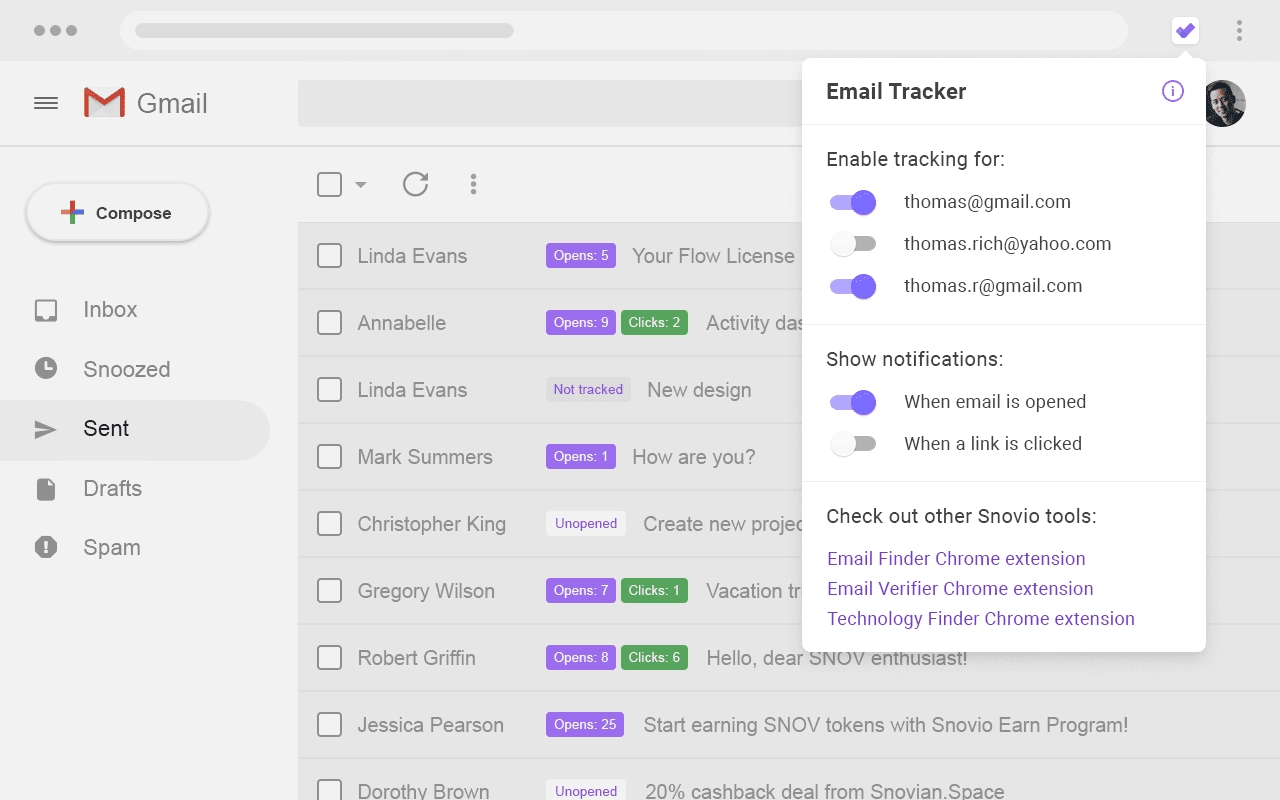 Gmail
Compose
Inbox
Snoozed
Sent
Drafts
Spam
Linda Evans Opens: 5 Your Flow License
Annabelle Opens: 9 Clicks: 2 Activity das
Linda Evans Not tracked New design
Mark Summers Opens: 1 How are you?
Christopher King Unopened Create new projec
Gregory Wilson Opens: 7 Clicks: 1 Vacation tr
Robert Griffin Opens: 8 Clicks: 6 Hello, dear SNOV enthusiast!
Jessica Pearson Opens: 25 Start earning SNOV tokens with Snovio Earn Program!
Dorothy Brown Unopened 20% cashback deal from Snovian.Space
Email Tracker
Enable tracking for:
thomas@gmail.com
thomas.rich@yahoo.com
thomas.r@gmail.com
Show notifications:
When email is opened
When a link is clicked
Check out other Snovio tools:
Email Finder Chrome extension
Email Verifier Chrome extension
Technology Finder Chrome extension